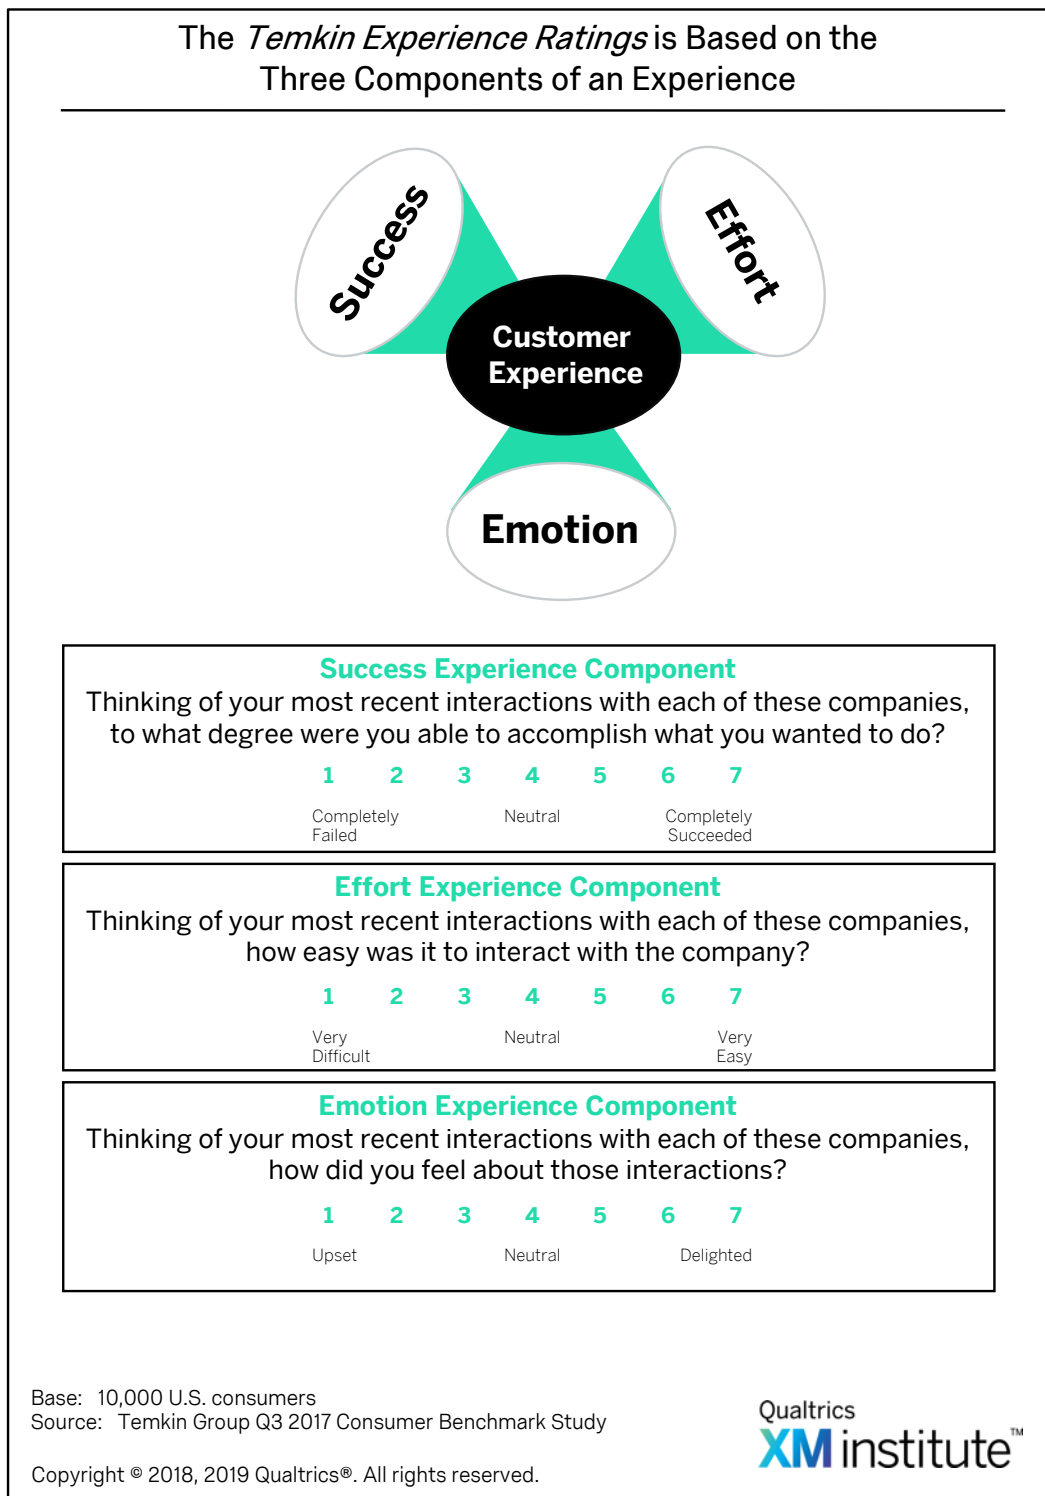 The Temkin Experience Ratings is Based on the
Three Components of an Experience
Success
Effort
Customer
Experience
Emotion
Success Experience Component
Thinking of your most recent interactions with each of these companies,
to what degree were you able to accomplish what you wanted to do?
1 2 3 4 5 6 7
Completely Neutral Completely
Failed Succeeded
Effort Experience Component
Thinking of your most recent interactions with each of these companies,
how easy was it to interact with the company?
1 2 3 4 5 6 7
Very Neutral Very
Difficult Easy
Emotion Experience Component
Thinking of your most recent interactions with each of these companies,
how did you feel about those interactions?
1 2 3 4 5 6 7
Upset Neutral Delighted
Base: 10,000 U.S. consumers
Source: Temkin Group Q3 2017 Consumer Benchmark Study
Copyright © 2018, 2019 Qualtrics®. All rights reserved.
Qualtrics
XM institute™